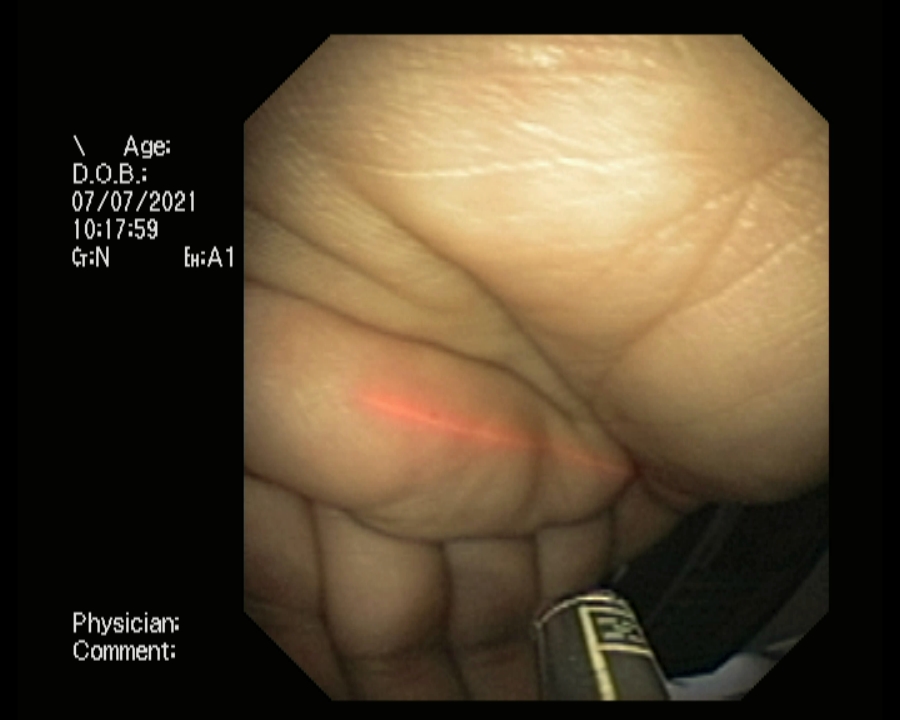 \ Age:
D.O.B.:
07/07/2021
10:17:59
Cr:N EH:A1
Physician:
Comment: